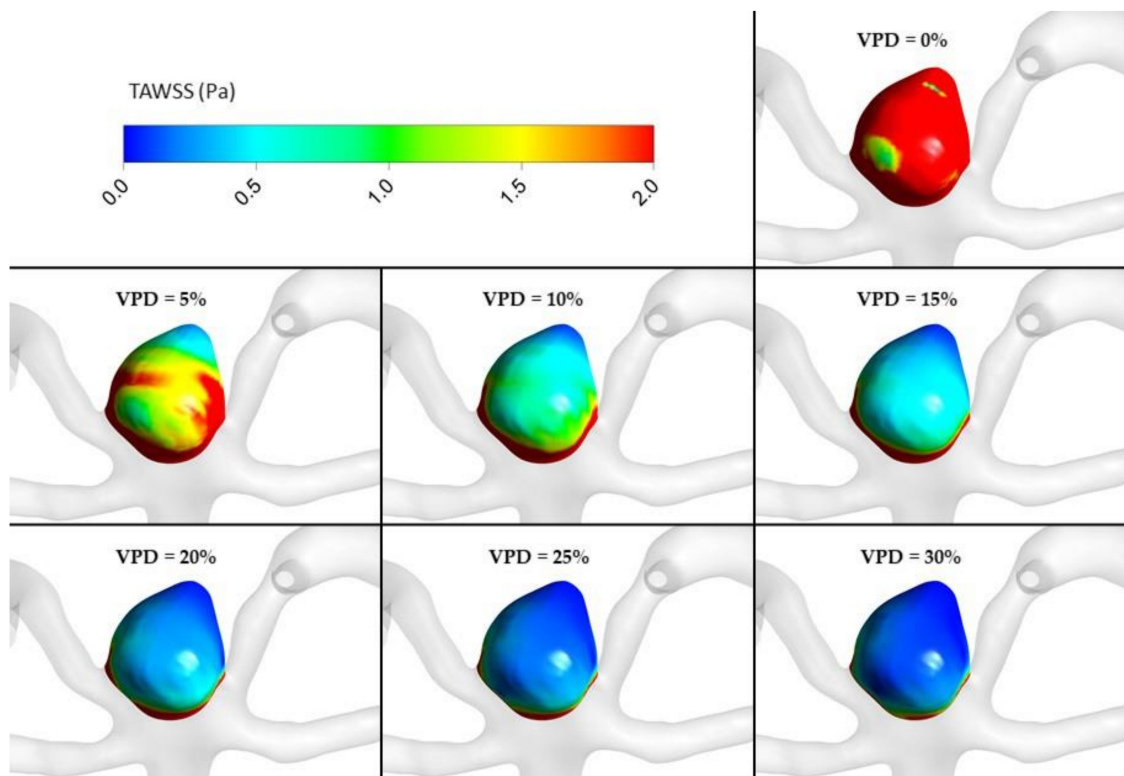 VPD = 0%
TAWSS (Pa)
0.0 0.5 1.0 1.5 2.0
VPD = 5% VPD = 10% VPD = 15%
VPD = 20% VPD = 25% VPD = 30%